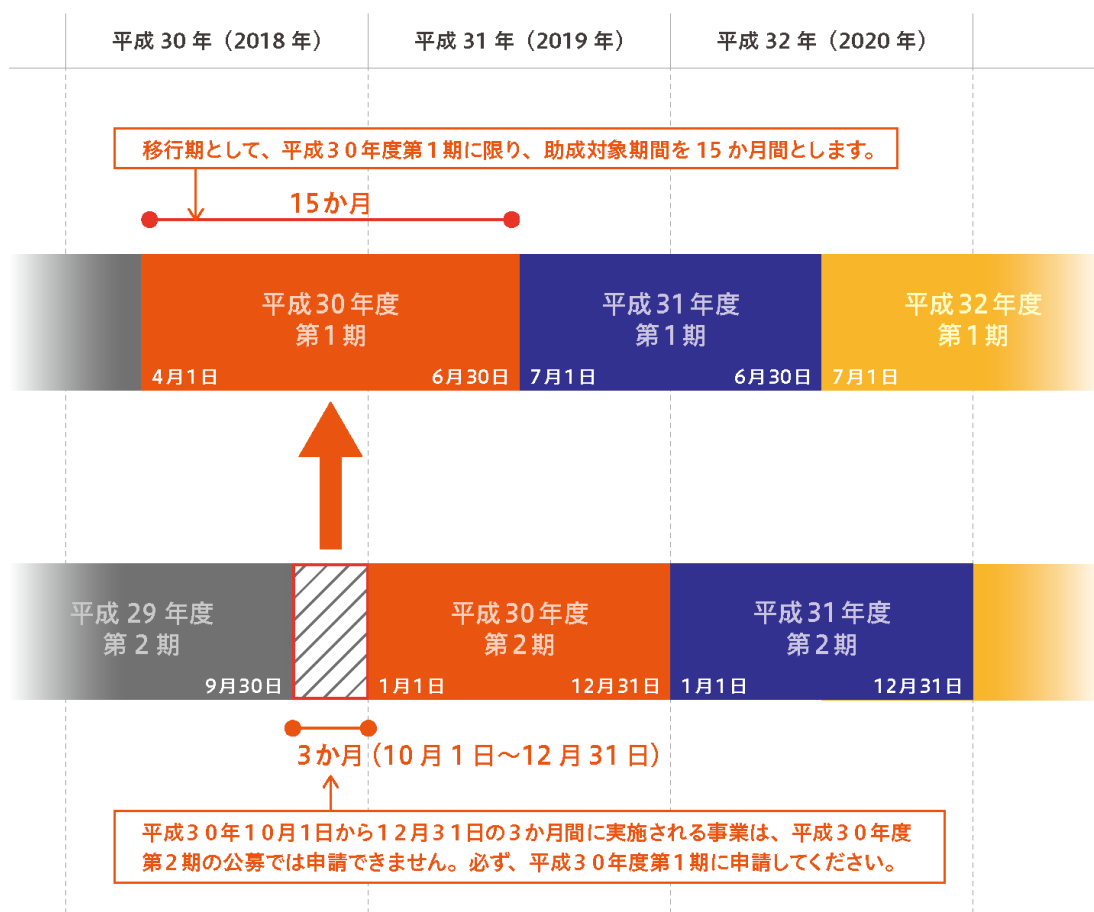 平成 30 年（2018 年）
平成 31 年（2019 年）
平成 32 年（2020 年）
移行期として、平成３０年度第１期に限り、助成対象期間を 15 か月間とします。
15か月
平成30年度
第1期
4月1日
6月30日
平成31年度
第1期
7月1日
6月30日
平成32年度
第1期
7月1日
平成 29 年度
第 2 期
9月30日
平成30年度
第2期
1月1日
12月31日
平成31年度
第2期
1月1日
12月31日
3か月（10 月 1 日～12 月 31 日）
平成３０年１０月１日から１２月３１日の３か月間に実施される事業は、平成３０年度
第２期の公募では申請できません。必ず、平成３０年度第１期に申請してください。